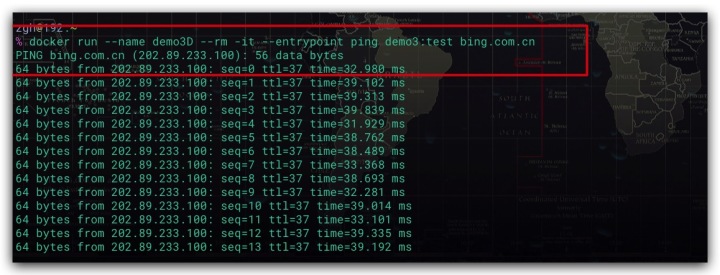 zgh@192.~
% docker run --name demo3D --rm -it --entrypoint ping demo3:test bing.com.cn
PING bing.com.cn (202.89.233.100): 56 data bytes
64 bytes from 202.89.233.100: seq=0 ttl=37 time=32.980 ms
64 bytes from 202.89.233.100: seq=1 ttl=37 time=39.102 ms
64 bytes from 202.89.233.100: seq=2 ttl=37 time=39.313 ms
64 bytes from 202.89.233.100: seq=3 ttl=37 time=39.839 ms
64 bytes from 202.89.233.100: seq=4 ttl=37 time=31.929 ms
64 bytes from 202.89.233.100: seq=5 ttl=37 time=38.762 ms
64 bytes from 202.89.233.100: seq=6 ttl=37 time=38.489 ms
64 bytes from 202.89.233.100: seq=7 ttl=37 time=33.368 ms
64 bytes from 202.89.233.100: seq=8 ttl=37 time=38.693 ms
64 bytes from 202.89.233.100: seq=9 ttl=37 time=32.281 ms
64 bytes from 202.89.233.100: seq=10 ttl=37 time=39.014 ms
64 bytes from 202.89.233.100: seq=11 ttl=37 time=33.101 ms
64 bytes from 202.89.233.100: seq=12 ttl=37 time=39.335 ms
64 bytes from 202.89.233.100: seq=13 ttl=37 time=39.192 ms
SOUTH
ATLANTIC
OCEAN
SOUTH AFRICA